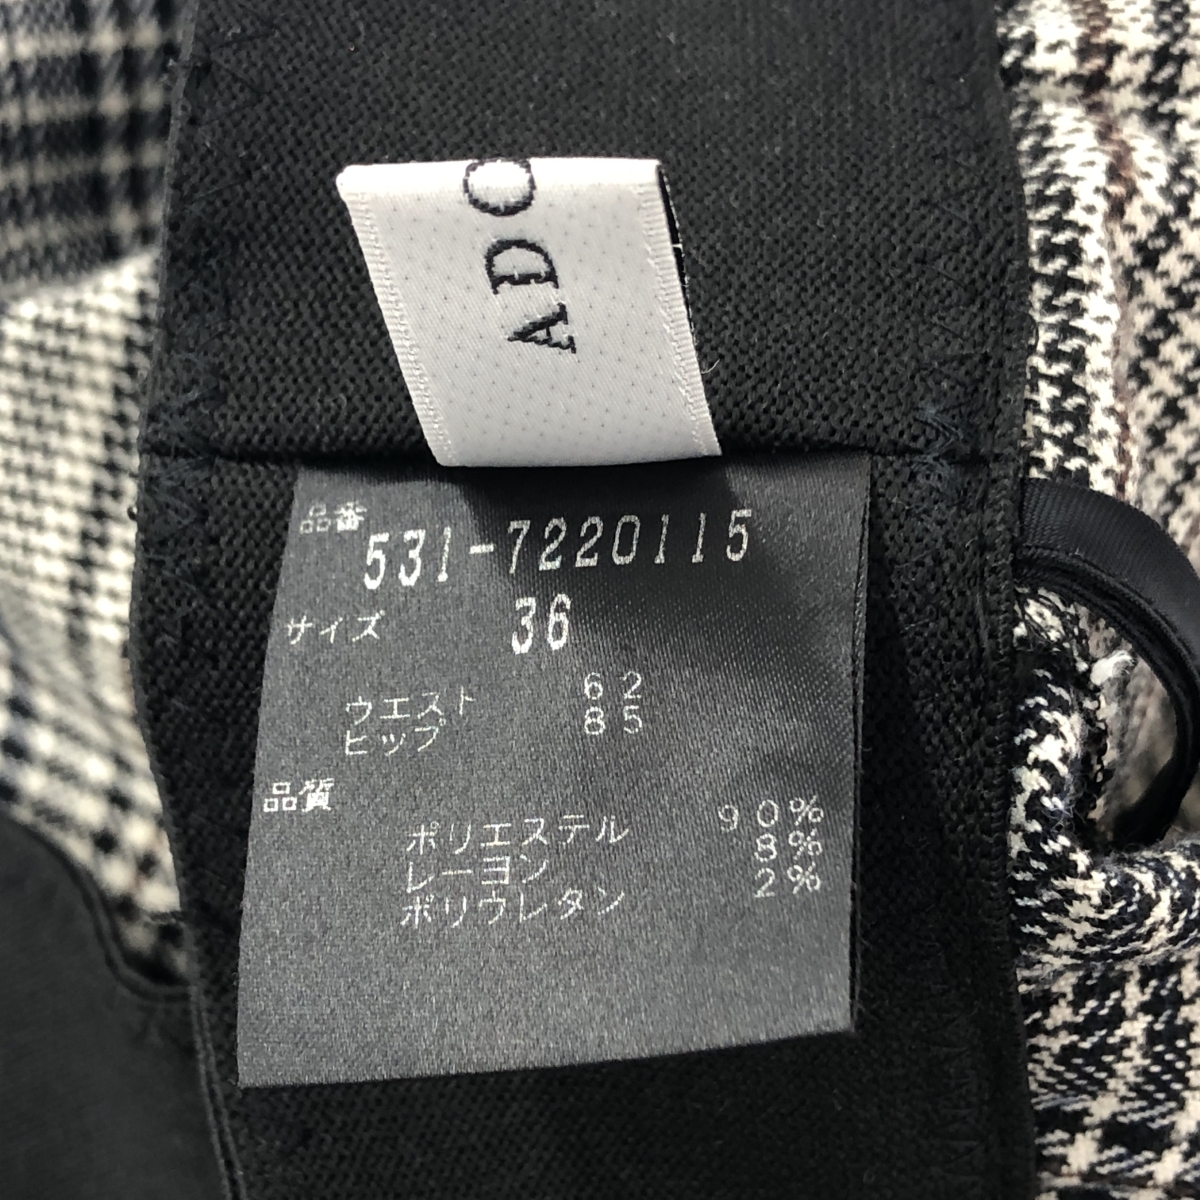 ADO
品番
531-7220115
サイズ 36
ウエスト 62
ヒップ 85
品質
ポリエステル 90%
レーヨン 8%
ポリウレタン 2%